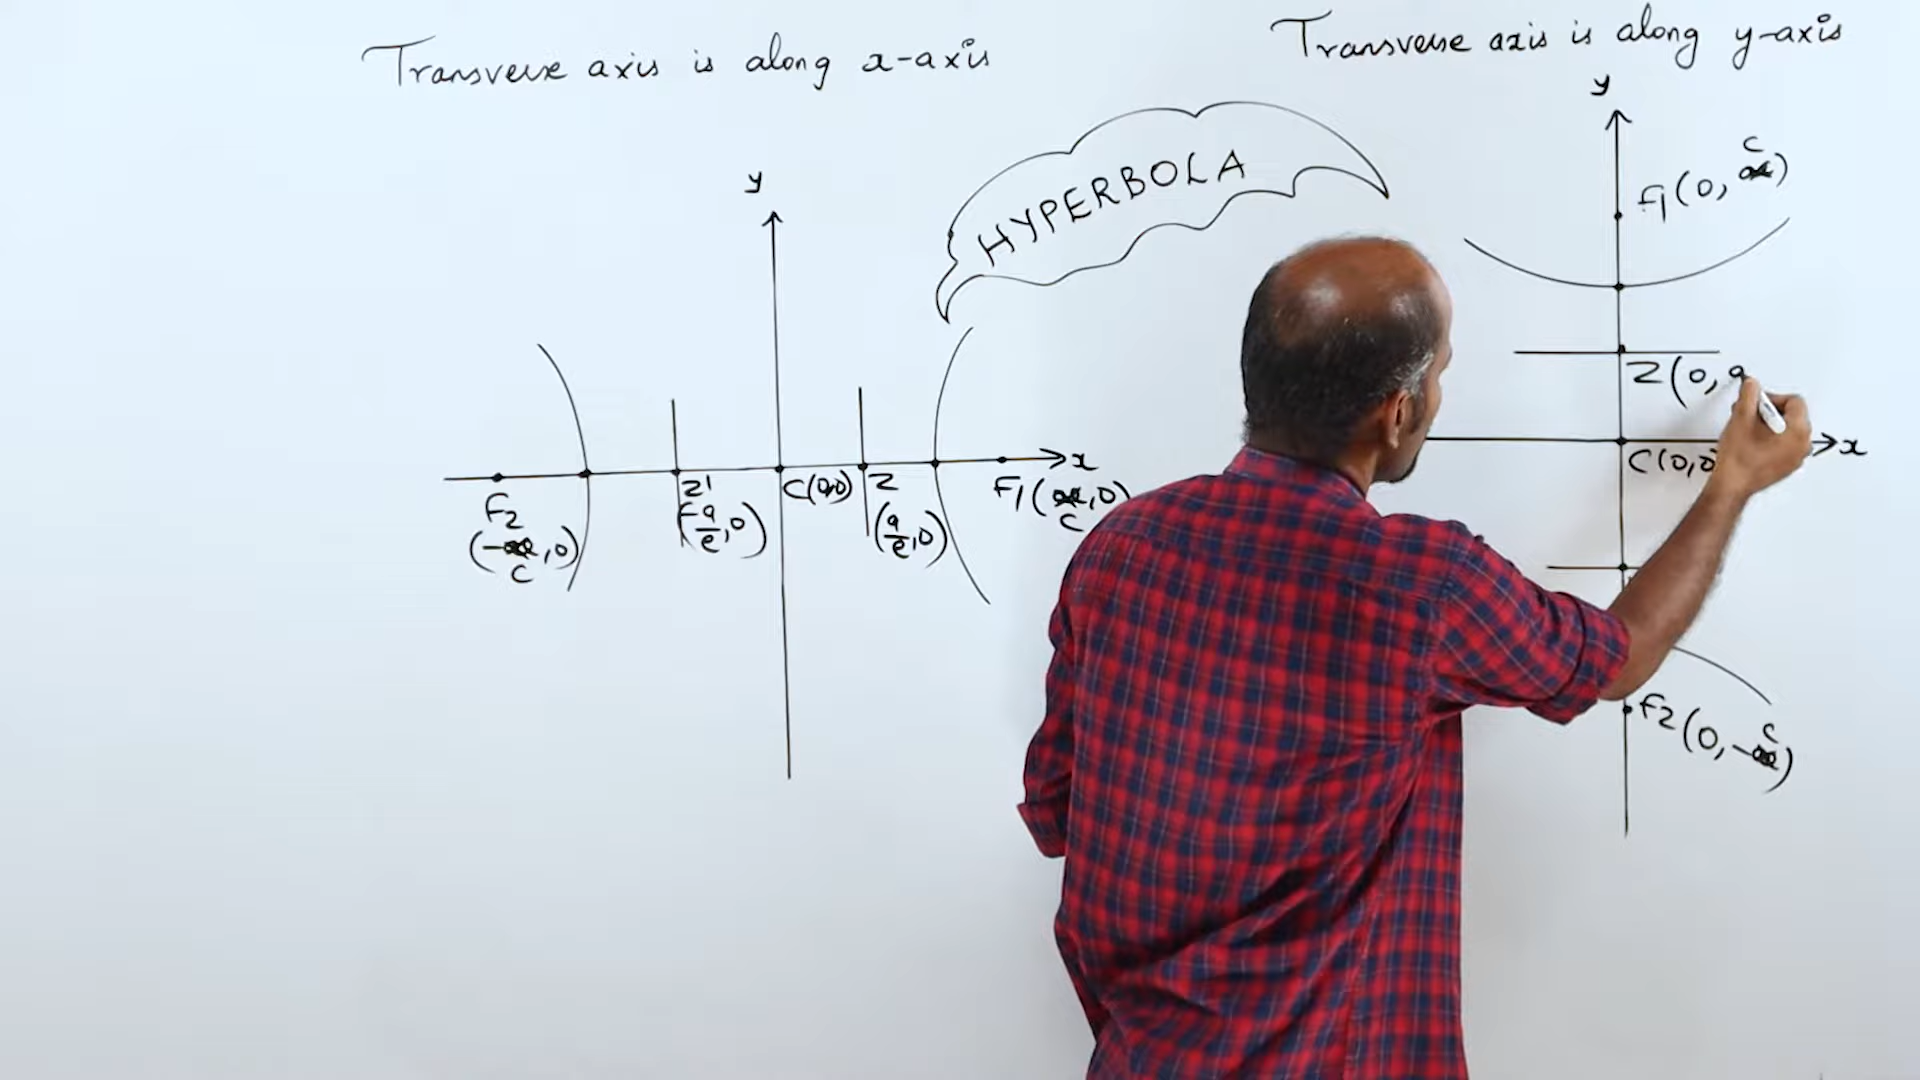 Transverse axis is along x-axis
y
HYPERBOLA
x
F2
(-c, 0)
Z'
(-a/e, 0)
C(0,0)
Z
(a/e, 0)
F1(c, 0)
Transverse axis is along y-axis
y
F1(0, c)
Z(0, a
x
C(0,0)
F2(0, -c)